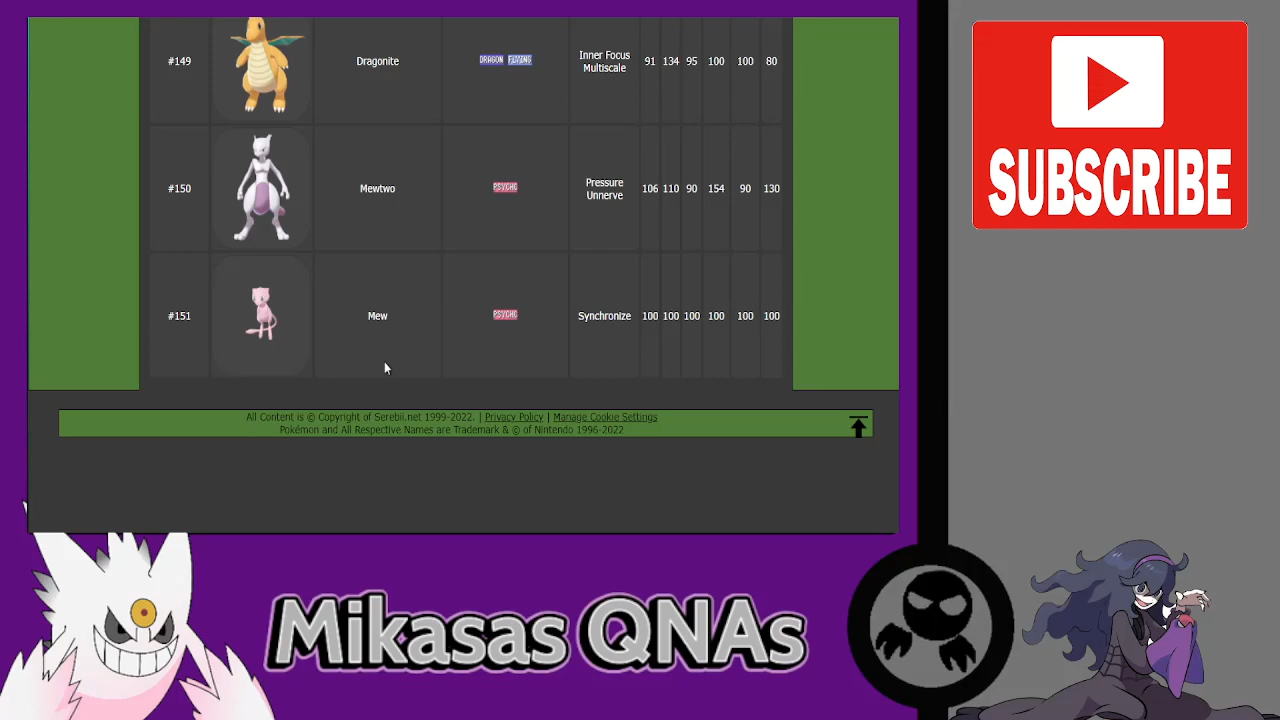 #149 Dragonite DRAGON FLYING Inner Focus 91 134 95 100 100 80
Multiscale
#150 Mewtwo PSYCHC Pressure 106 110 90 154 90 130
Unnerve
#151 Mew PSYCHC Synchronize 100 100 100 100 100 100
All Content is © Copyright of Serebii.net 1999-2022. | Privacy Policy | Manage Cookie Settings
Pokémon and All Respective Names are Trademark & © of Nintendo 1996-2022
SUBSCRIBE
Mikasas QNAs